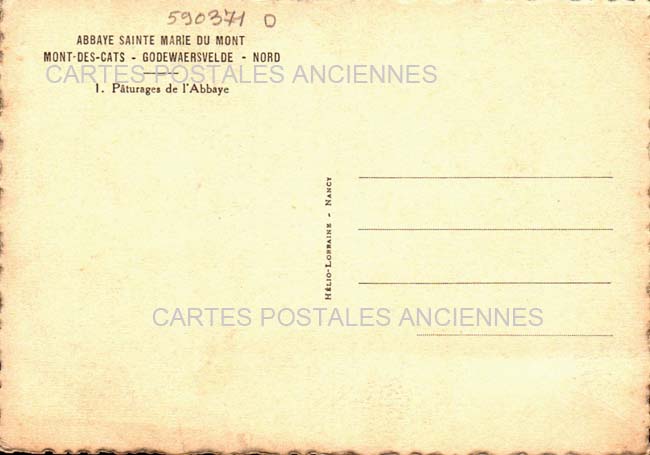 590371 D
ABBAYE SAINTE MARIE DU MONT
MONT-DES-CATS - GODEWAERSVELDE - NORD
CARTES POSTALES ANCIENNES
1. Pâturages de l'Abbaye
HÉLIO-LORRAINE - NANCY
CARTES POSTALES ANCIENNES